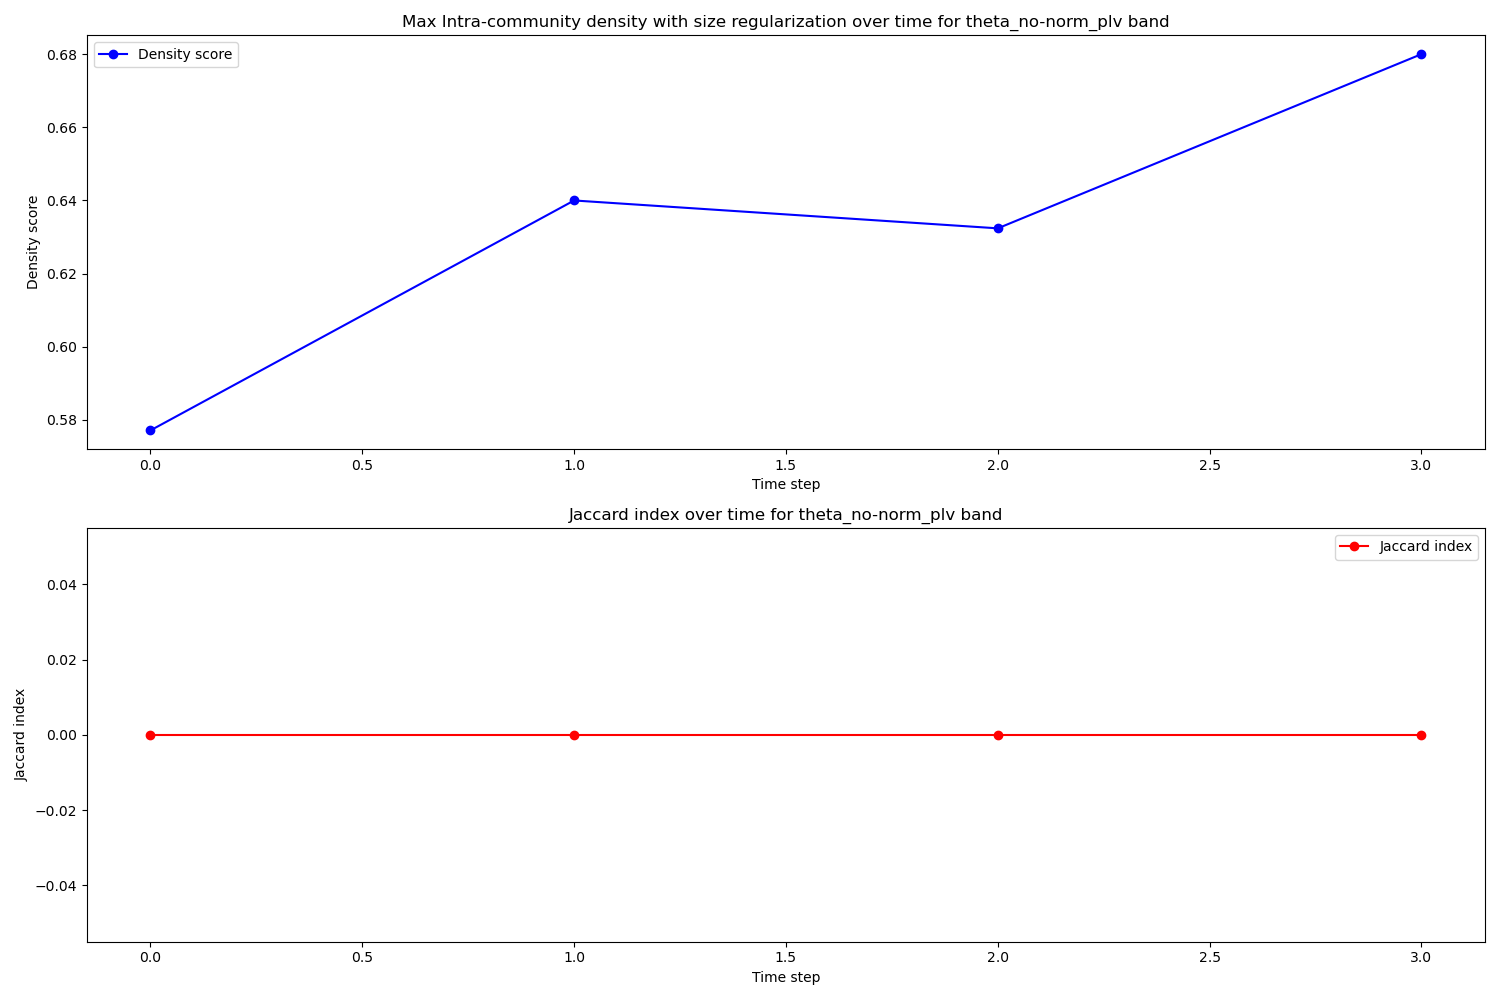 Max Intra-community density with size regularization over time for theta_no-norm_plv band
Density score
0.68
0.66
0.64
0.62
0.60
0.58
Density score
0.0 0.5 1.0 1.5 2.0 2.5 3.0
Time step
Jaccard index over time for theta_no-norm_plv band
Jaccard index
0.04
0.02
0.00
−0.02
−0.04
Jaccard index
0.0 0.5 1.0 1.5 2.0 2.5 3.0
Time step